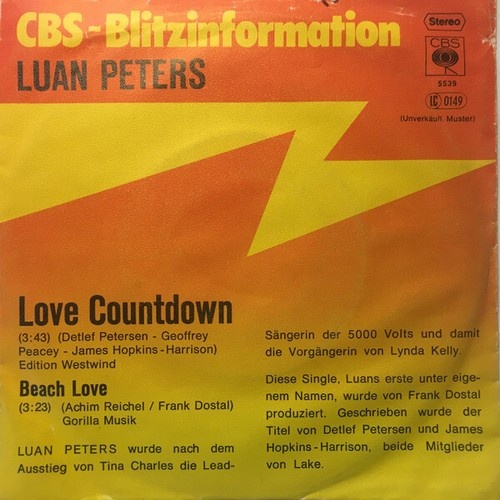 CBS-Blitzinformation
LUAN PETERS
Stereo
CBS
5539
LC 0149
(Unverkäufl. Muster)
Love Countdown
(3:43) (Detlef Petersen - Geoffrey
Peacey - James Hopkins-Harrison)
Edition Westwind
Beach Love
(3:23) (Achim Reichel / Frank Dostal)
Gorilla Musik
LUAN PETERS wurde nach dem
Ausstieg von Tina Charles die Lead-
Sängerin der 5000 Volts und damit
die Vorgängerin von Lynda Kelly.
Diese Single, Luans erste unter eige-
nem Namen, wurde von Frank Dostal
produziert. Geschrieben wurde der
Titel von Detlef Petersen und James
Hopkins-Harrison, beide Mitglieder
von Lake.